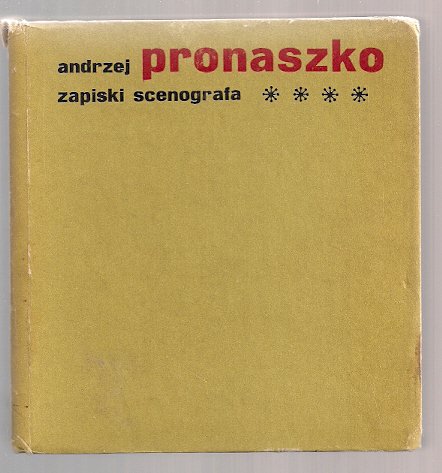 andrzej pronaszko
zapiski scenografa